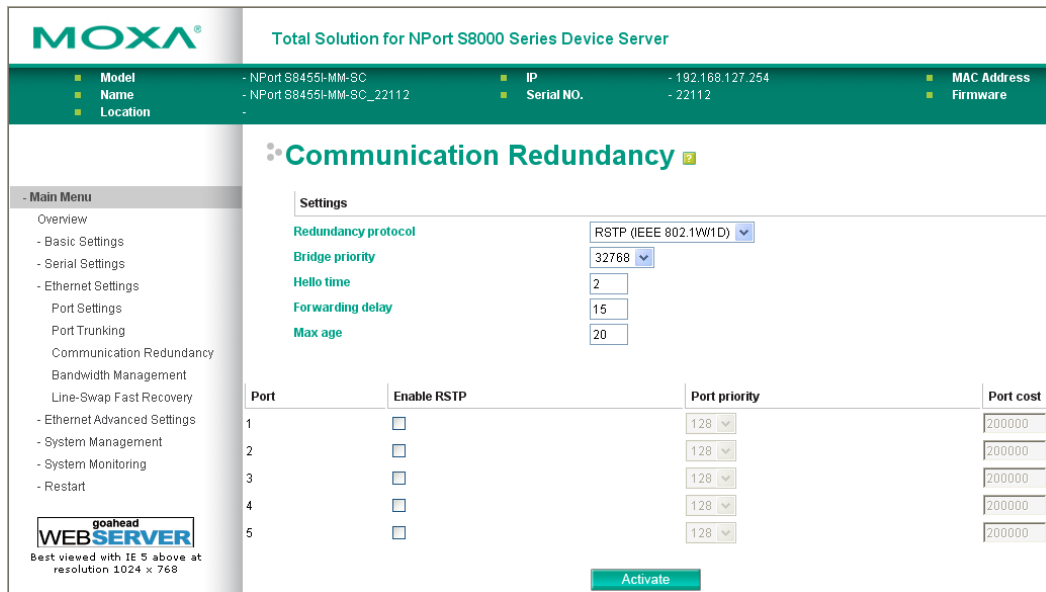 MOXA®
Total Solution for NPort S8000 Series Device Server
Model - NPort S8455I-MM-SC IP - 192.168.127.254 MAC Address
Name - NPort S8455I-MM-SC_22112 Serial NO. - 22112 Firmware
Location -
Communication Redundancy ?
- Main Menu
Overview
- Basic Settings
- Serial Settings
- Ethernet Settings
Port Settings
Port Trunking
Communication Redundancy
Bandwidth Management
Line-Swap Fast Recovery
- Ethernet Advanced Settings
- System Management
- System Monitoring
- Restart
goahead
WEBSERVER
Best viewed with IE 5 above at
resolution 1024 x 768
Settings
Redundancy protocol RSTP (IEEE 802.1W/1D)
Bridge priority 32768
Hello time 2
Forwarding delay 15
Max age 20
Port Enable RSTP Port priority Port cost
1 128 200000
2 128 200000
3 128 200000
4 128 200000
5 128 200000
Activate